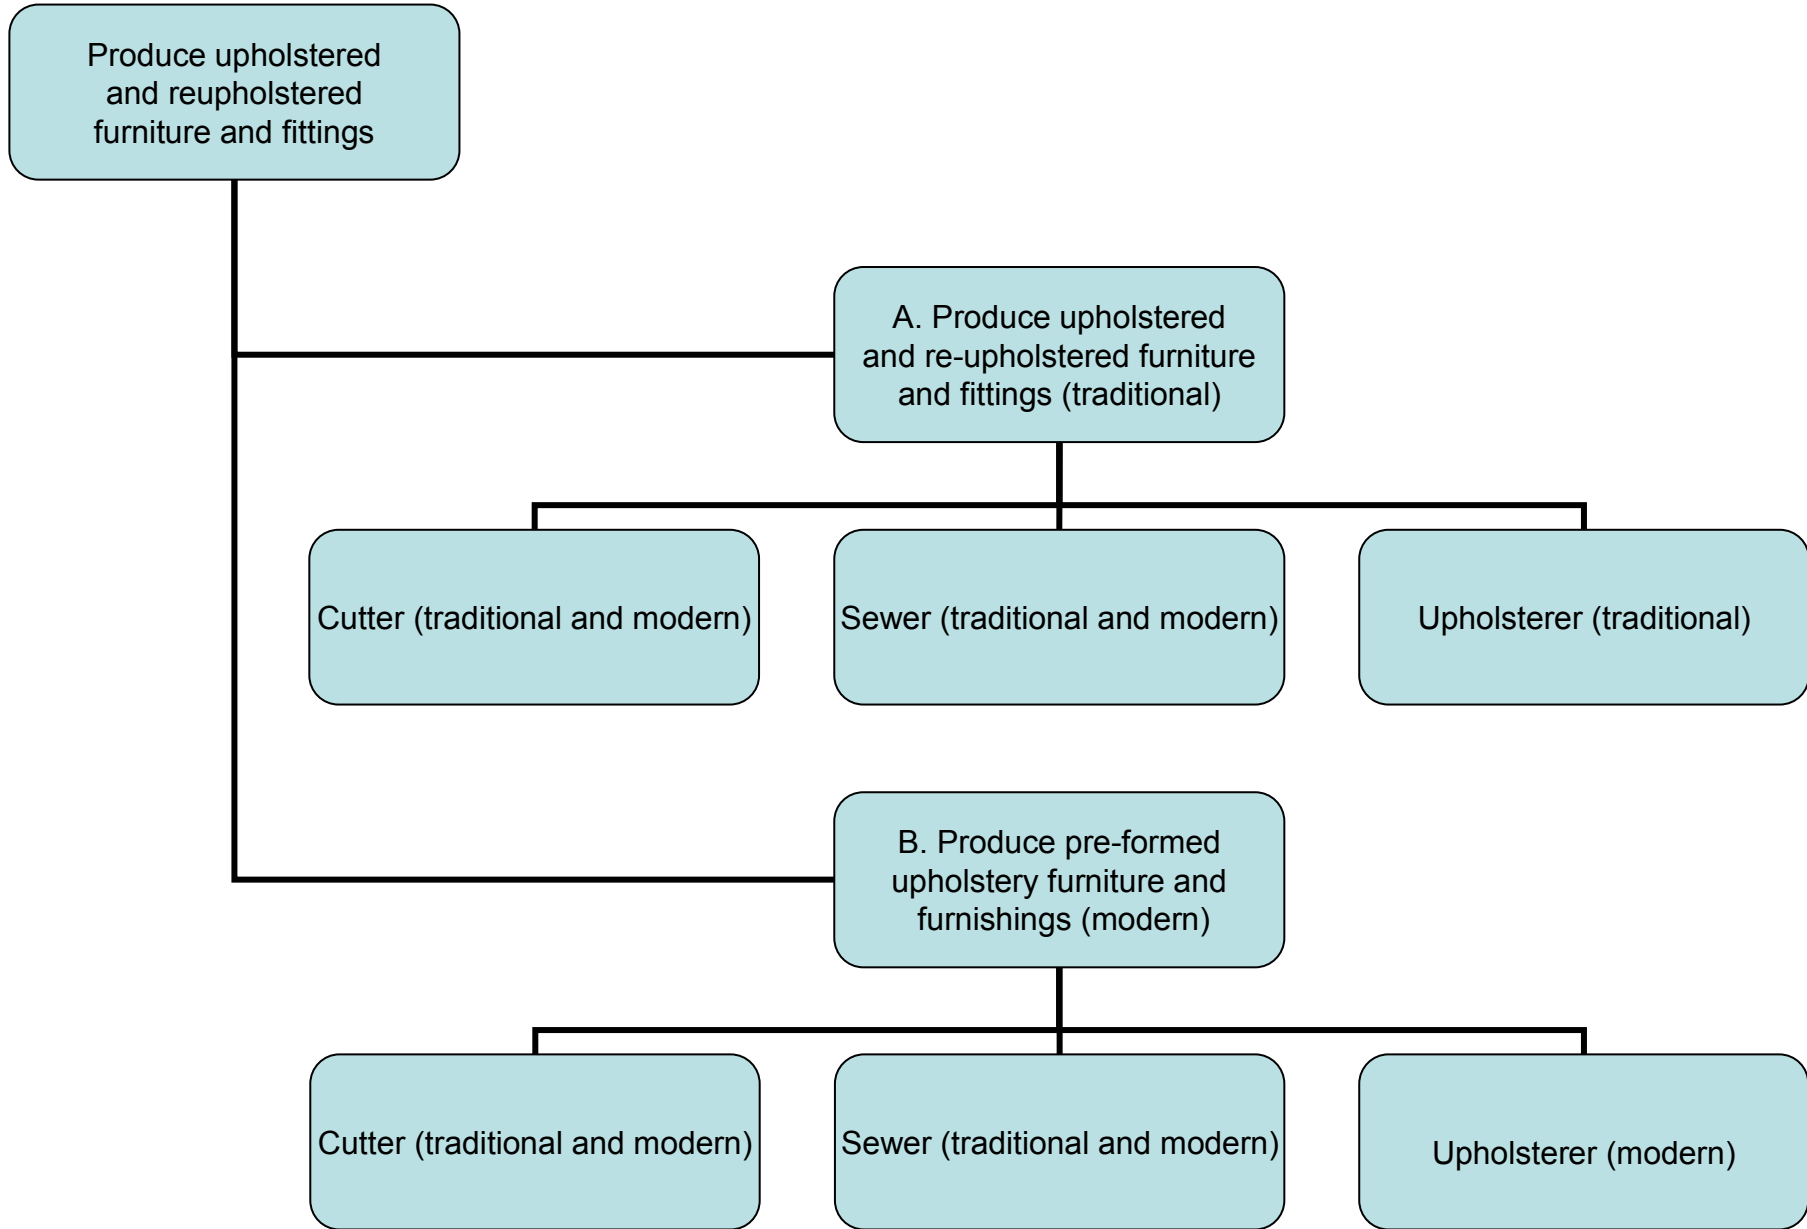 Produce upholstered
and reupholstered
furniture and fittings
A. Produce upholstered
and re-upholstered furniture
and fittings (traditional)
Cutter (traditional and modern)
Sewer (traditional and modern)
Upholsterer (traditional)
B. Produce pre-formed
upholstery furniture and
furnishings (modern)
Cutter (traditional and modern)
Sewer (traditional and modern)
Upholsterer (modern)